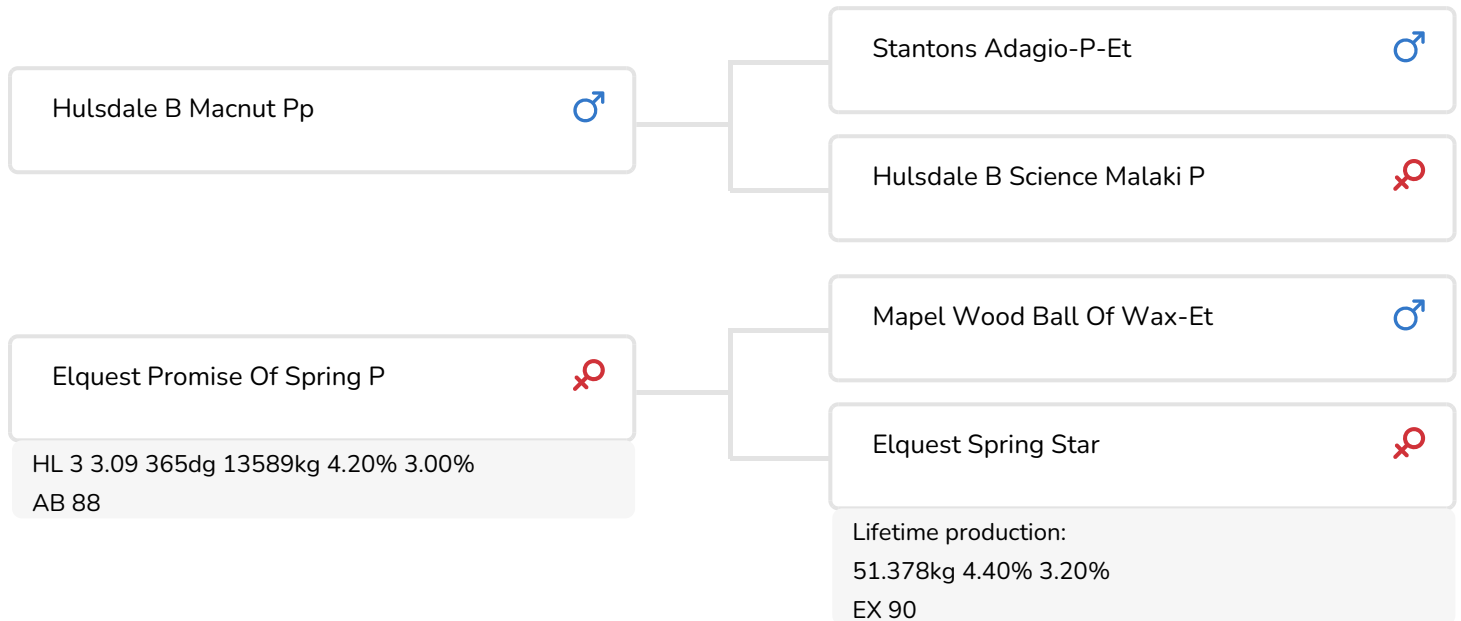 Hulsdale B Macnut Pp
Stantons Adagio-P-Et
Hulsdale B Science Malaki P
Elquest Promise Of Spring P
HL 3 3.09 365dg 13589kg 4.20% 3.00%
AB 88
Mapel Wood Ball Of Wax-Et
Elquest Spring Star
Lifetime production:
51.378kg 4.40% 3.20%
EX 90